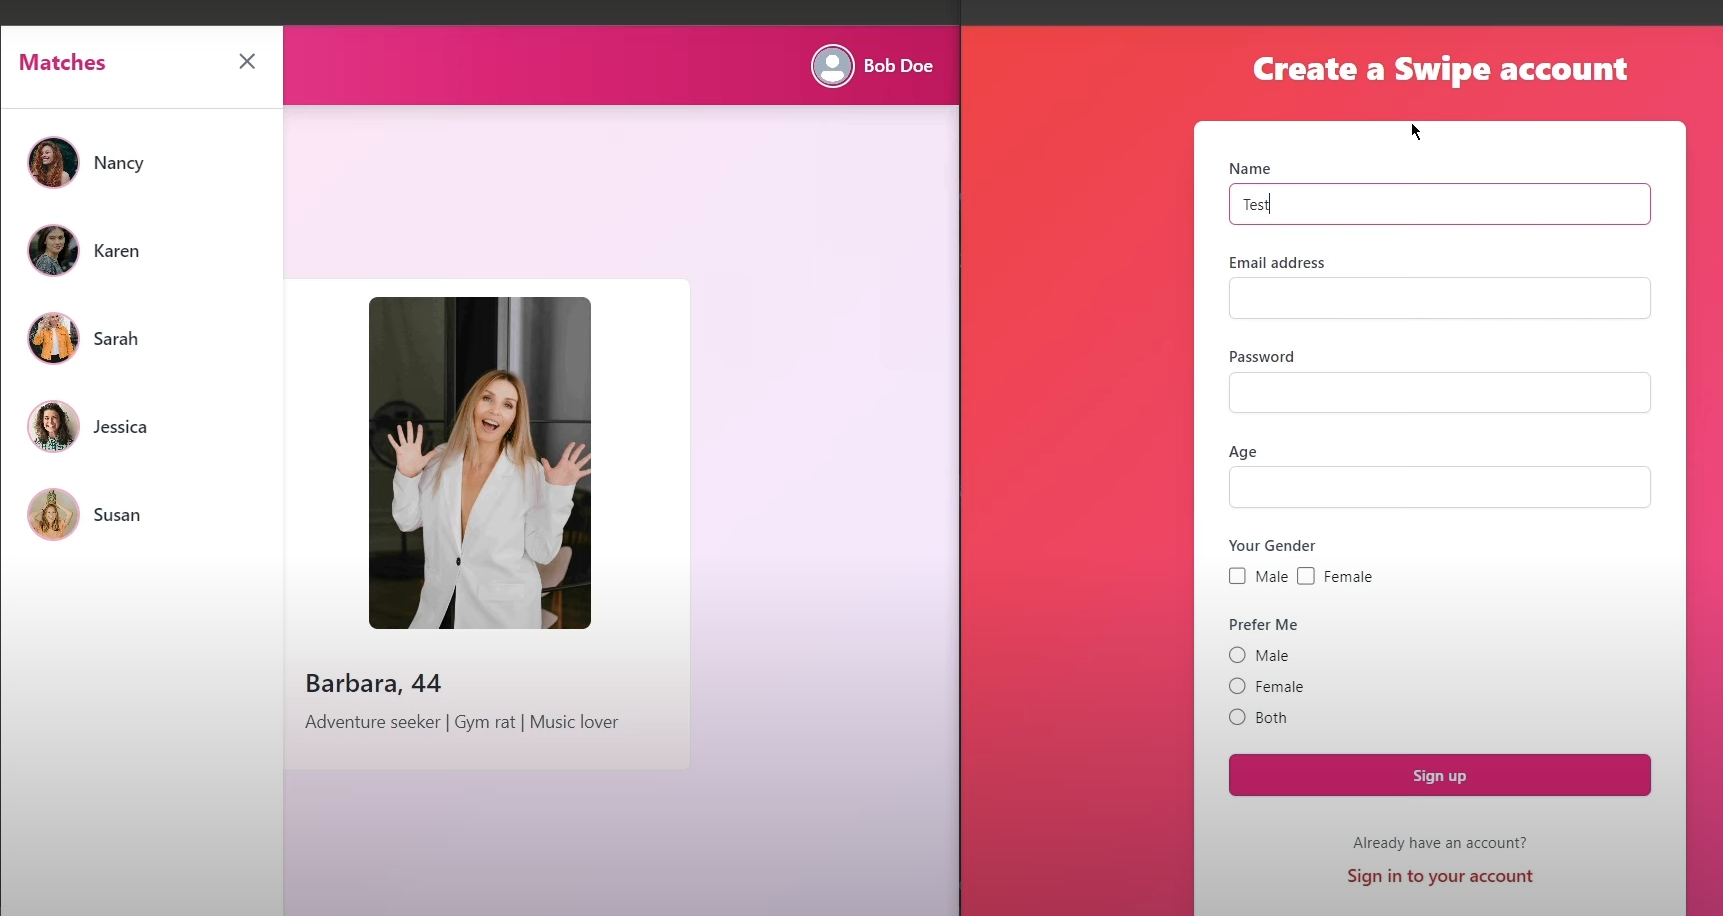 Matches
Bob Doe
Nancy
Karen
Sarah
Jessica
Susan
Barbara, 44
Adventure seeker | Gym rat | Music lover
Create a Swipe account
Name
Test
Email address
Password
Age
Your Gender
Male Female
Prefer Me
Male
Female
Both
Sign up
Already have an account?
Sign in to your account